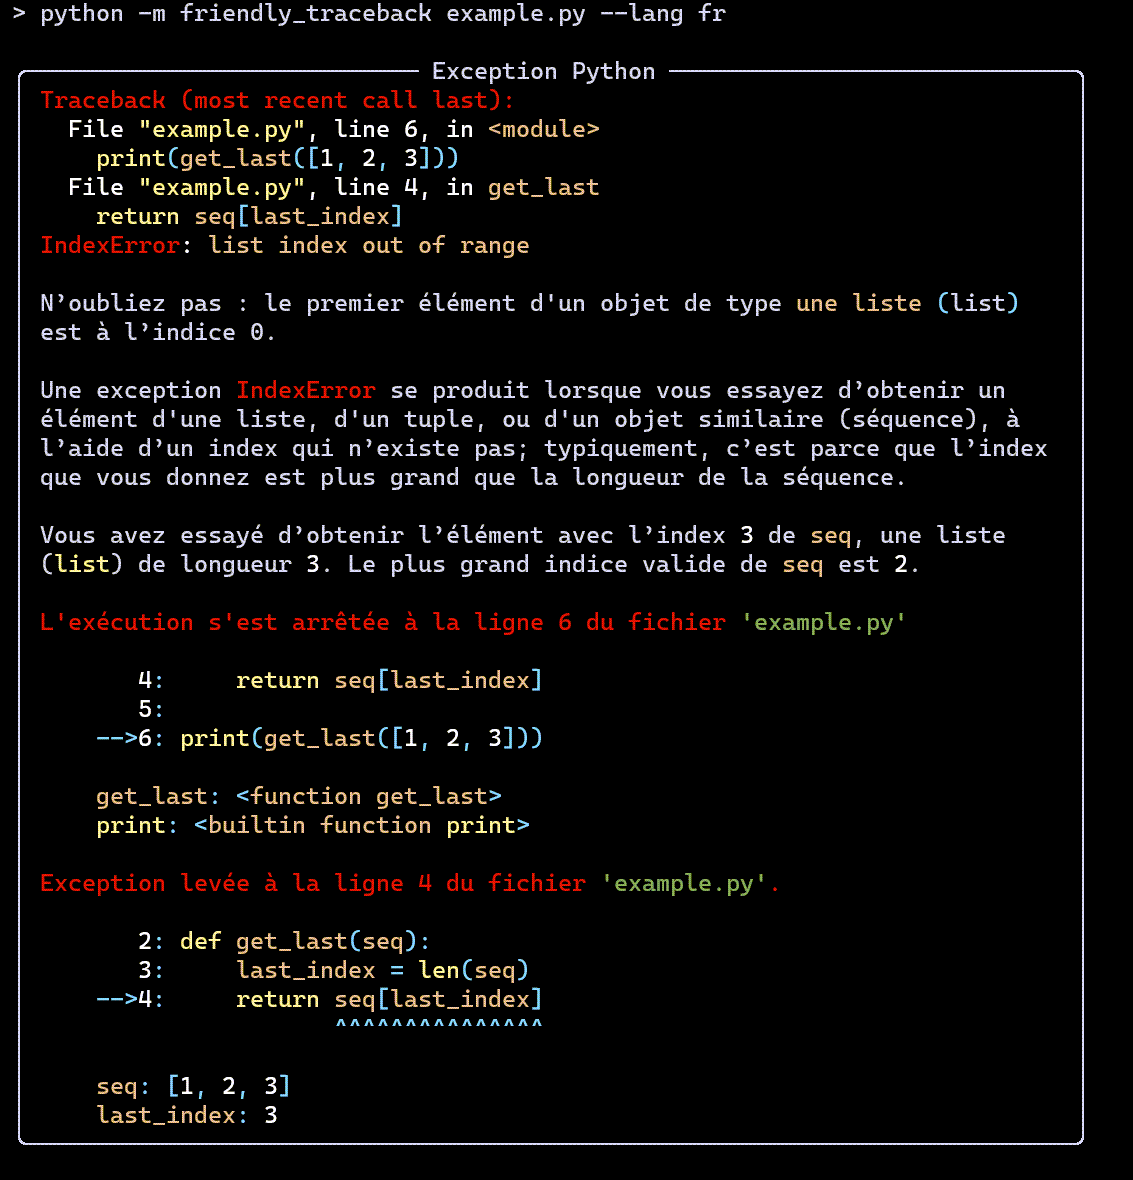 > python -m friendly_traceback example.py --lang fr
Exception Python
Traceback (most recent call last):
  File "example.py", line 6, in <module>
    print(get_last([1, 2, 3]))
  File "example.py", line 4, in get_last
    return seq[last_index]
IndexError: list index out of range
N’oubliez pas : le premier élément d'un objet de type une liste (list)
est à l’indice 0.
Une exception IndexError se produit lorsque vous essayez d’obtenir un
élément d'une liste, d'un tuple, ou d'un objet similaire (séquence), à
l’aide d’un index qui n’existe pas; typiquement, c’est parce que l’index
que vous donnez est plus grand que la longueur de la séquence.
Vous avez essayé d’obtenir l’élément avec l’index 3 de seq, une liste
(list) de longueur 3. Le plus grand indice valide de seq est 2.
L'exécution s'est arrêtée à la ligne 6 du fichier 'example.py'
       4:     return seq[last_index]
       5:
    -->6: print(get_last([1, 2, 3]))
    get_last: <function get_last>
    print: <builtin function print>
Exception levée à la ligne 4 du fichier 'example.py'.
       2: def get_last(seq):
       3:     last_index = len(seq)
    -->4:     return seq[last_index]
                     ^^^^^^^^^^^^^^^
    seq: [1, 2, 3]
    last_index: 3